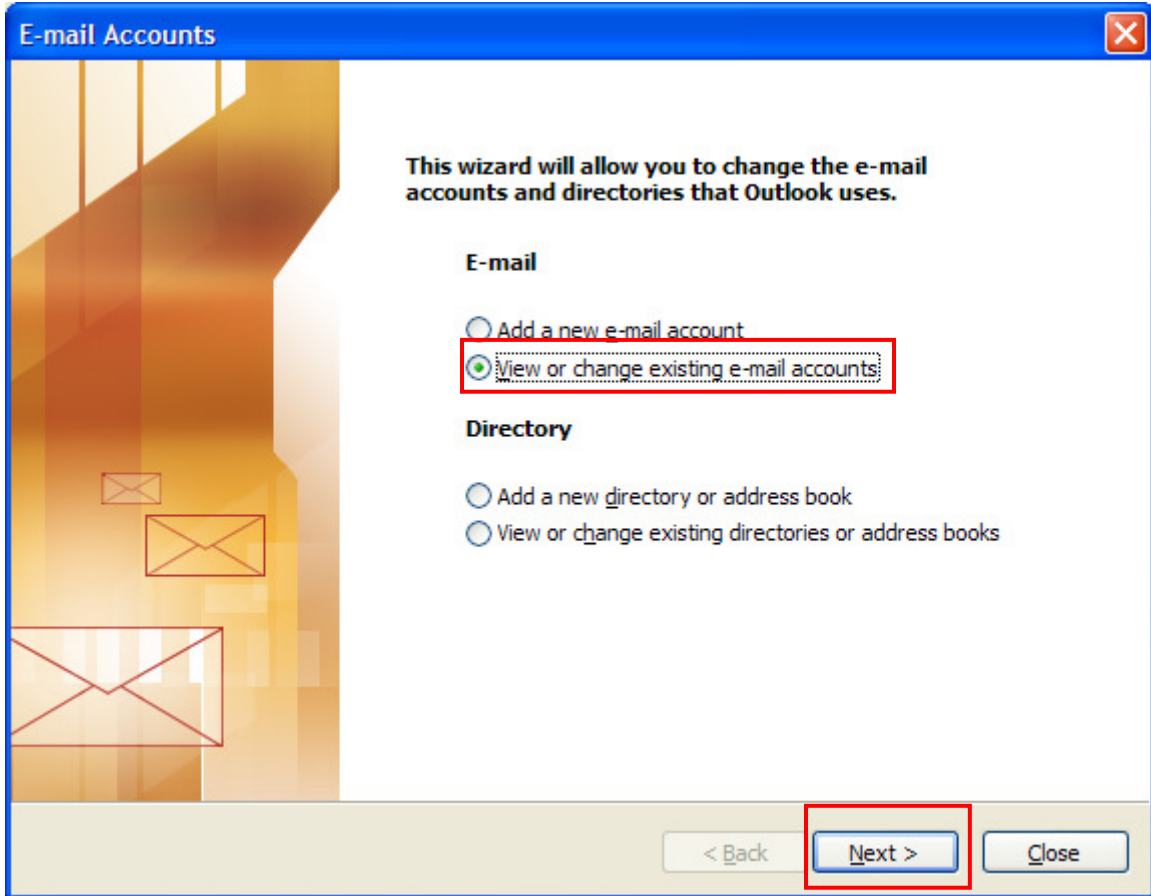 E-mail Accounts
This wizard will allow you to change the e-mail
accounts and directories that Outlook uses.
E-mail
Add a new e-mail account
View or change existing e-mail accounts
Directory
Add a new directory or address book
View or change existing directories or address books
< Back
Next >
Close